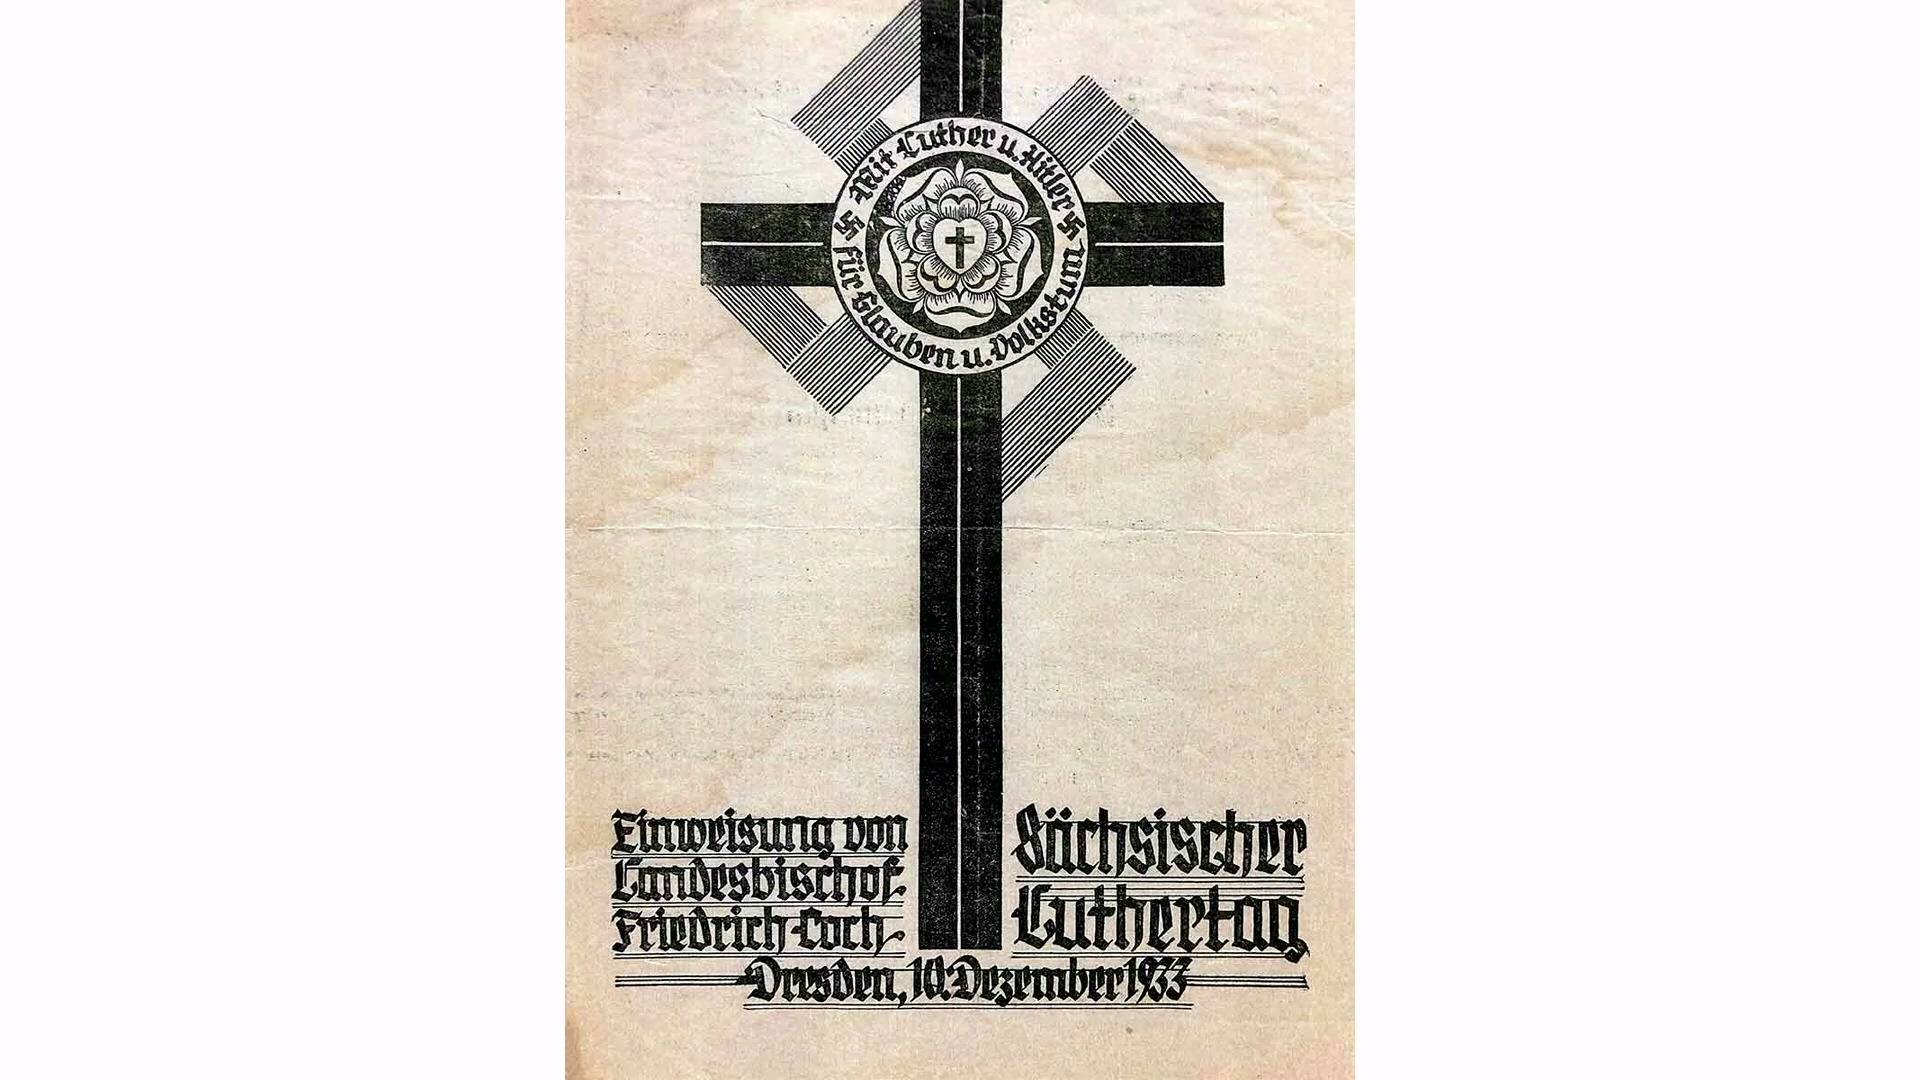 Mit Luther u. Hitler
für Glauben u. Volkstum
Einweisung von
Landesbischof
Friedrich Coch
Sächsischer
Luthertag
Dresden, 10. Dezember 1933